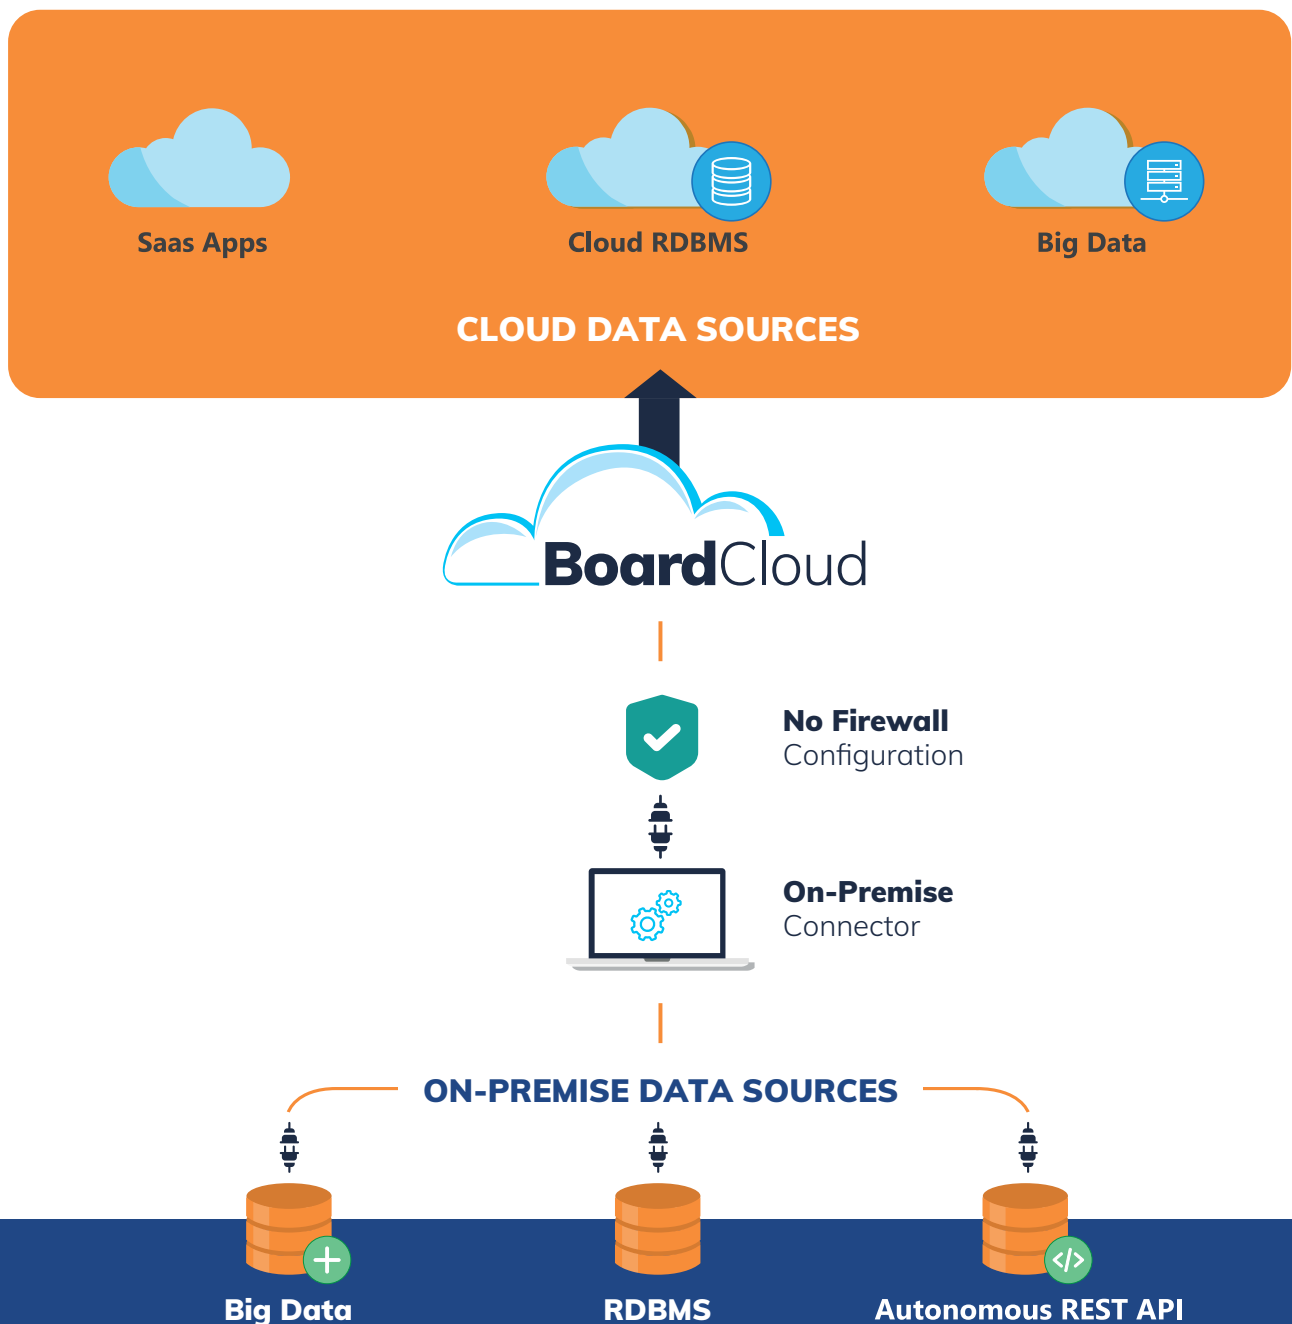 Saas Apps
Cloud RDBMS
Big Data
CLOUD DATA SOURCES
BoardCloud
No Firewall
Configuration
On-Premise
Connector
ON-PREMISE DATA SOURCES
</>
Big Data
RDBMS
Autonomous REST API